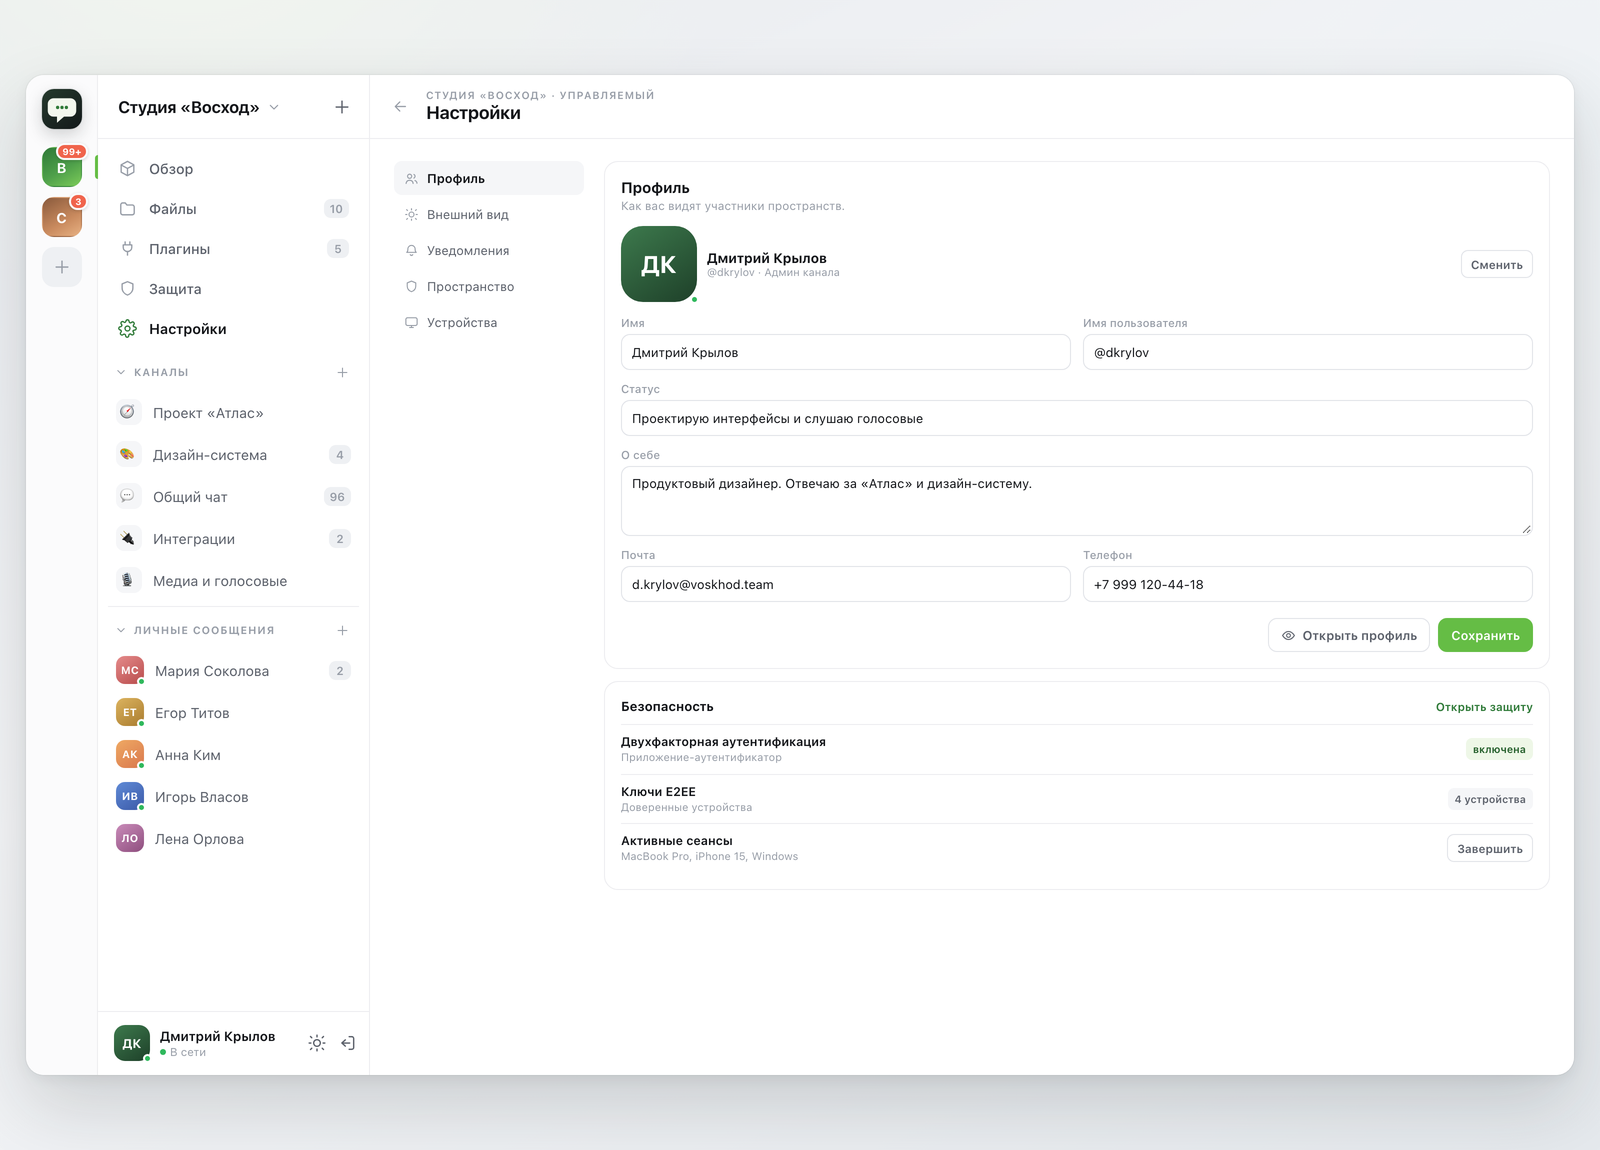 99+
В
3
С
Студия «Восход»
Обзор
Файлы 10
Плагины 5
Защита
Настройки
КАНАЛЫ
Проект «Атлас»
Дизайн-система 4
Общий чат 96
Интеграции 2
Медиа и голосовые
ЛИЧНЫЕ СООБЩЕНИЯ
МС Мария Соколова 2
ЕТ Егор Титов
АК Анна Ким
ИВ Игорь Власов
ЛО Лена Орлова
ДК Дмитрий Крылов
В сети
СТУДИЯ «ВОСХОД» · УПРАВЛЯЕМЫЙ
Настройки
Профиль
Внешний вид
Уведомления
Пространство
Устройства
Профиль
Как вас видят участники пространств.
ДК
Дмитрий Крылов
@dkrylov · Админ канала
Сменить
Имя
Дмитрий Крылов
Имя пользователя
@dkrylov
Статус
Проектирую интерфейсы и слушаю голосовые
О себе
Продуктовый дизайнер. Отвечаю за «Атлас» и дизайн-систему.
Почта
d.krylov@voskhod.team
Телефон
+7 999 120-44-18
Открыть профиль
Сохранить
Безопасность
Открыть защиту
Двухфакторная аутентификация
Приложение-аутентификатор
включена
Ключи E2EE
Доверенные устройства
4 устройства
Активные сеансы
MacBook Pro, iPhone 15, Windows
Завершить